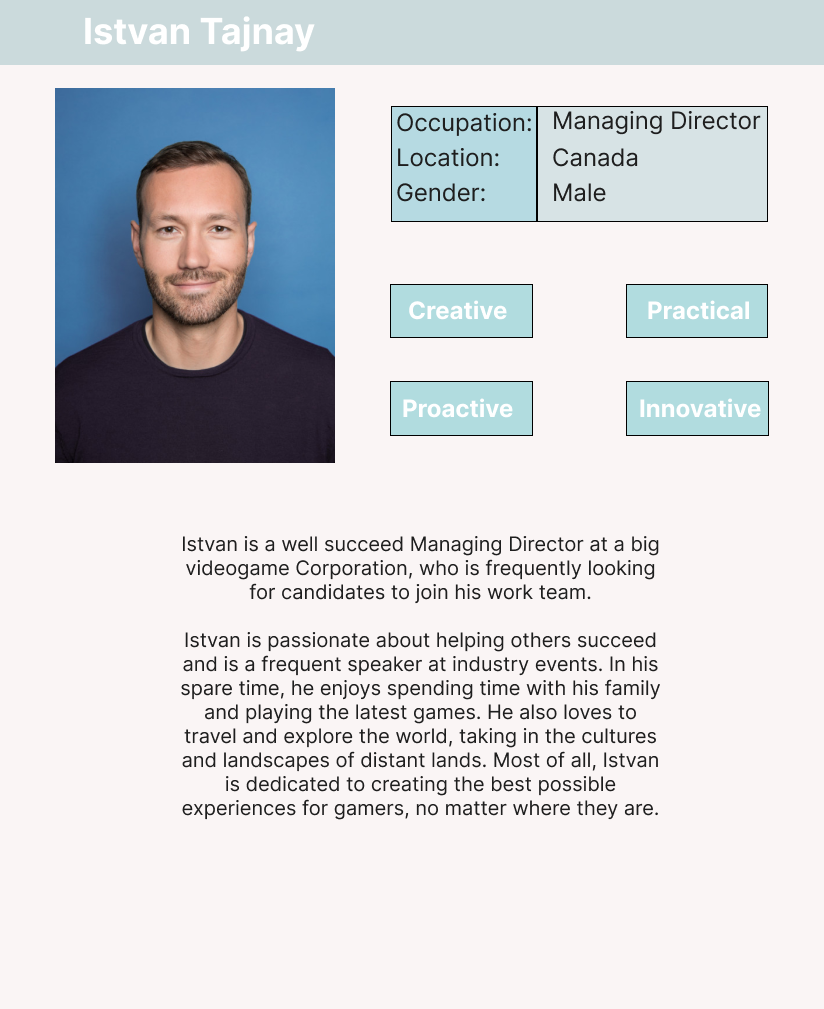 Istvan Tajnay
Occupation: Managing Director
Location: Canada
Gender: Male
Creative Practical
Proactive Innovative
Istvan is a well succeed Managing Director at a big
videogame Corporation, who is frequently looking
for candidates to join his work team.
Istvan is passionate about helping others succeed
and is a frequent speaker at industry events. In his
spare time, he enjoys spending time with his family
and playing the latest games. He also loves to
travel and explore the world, taking in the cultures
and landscapes of distant lands. Most of all, Istvan
is dedicated to creating the best possible
experiences for gamers, no matter where they are.